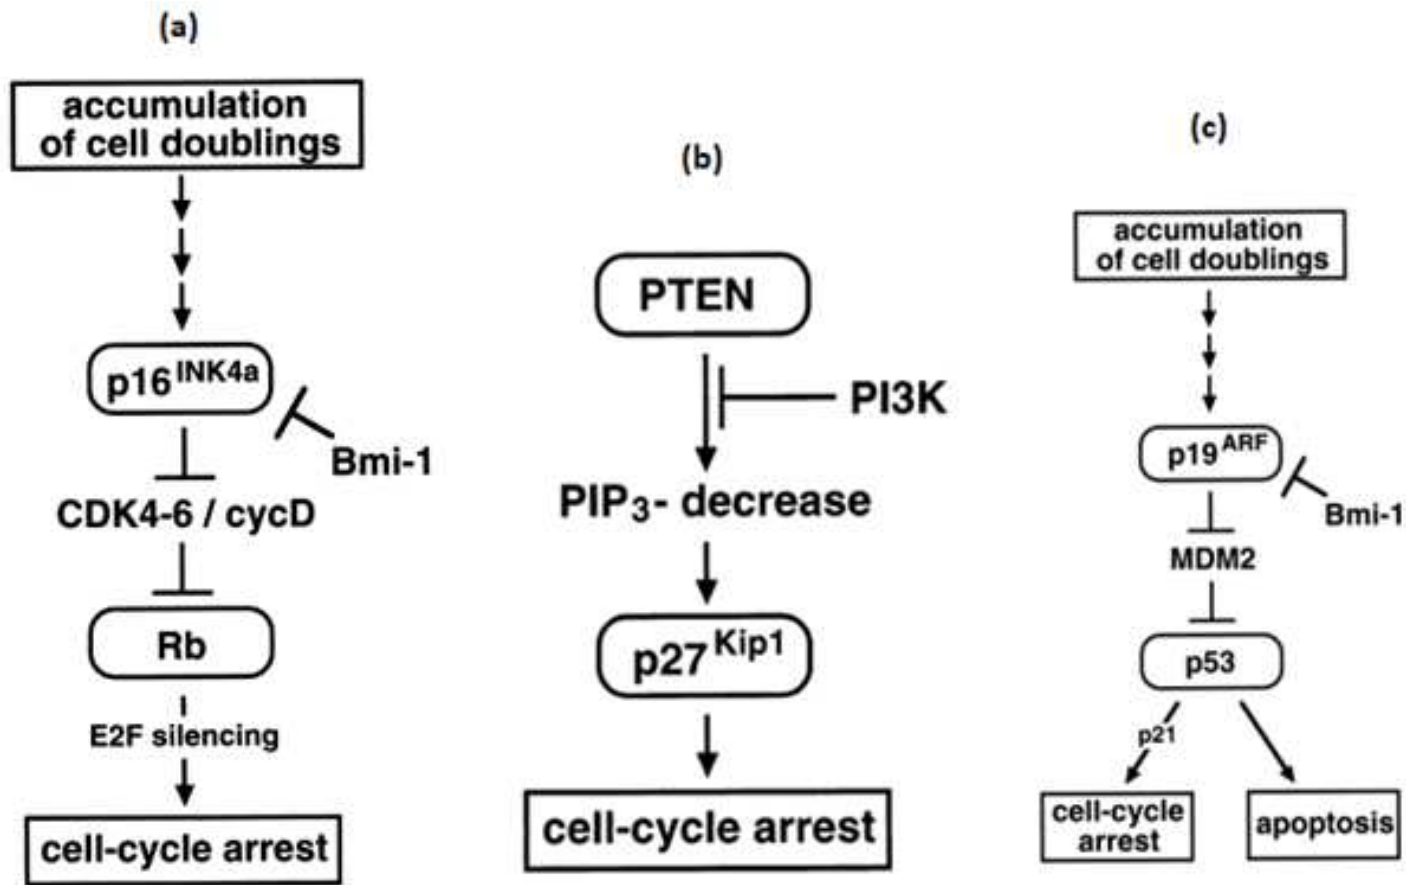 (a)
accumulation
of cell doublings
p16INK4a
Bmi-1
CDK4-6 / cycD
Rb
E2F silencing
cell-cycle arrest
(b)
PTEN
PI3K
PIP3- decrease
p27Kip1
cell-cycle arrest
(c)
accumulation
of cell doublings
p19ARF
Bmi-1
MDM2
p53
p21
cell-cycle
arrest
apoptosis